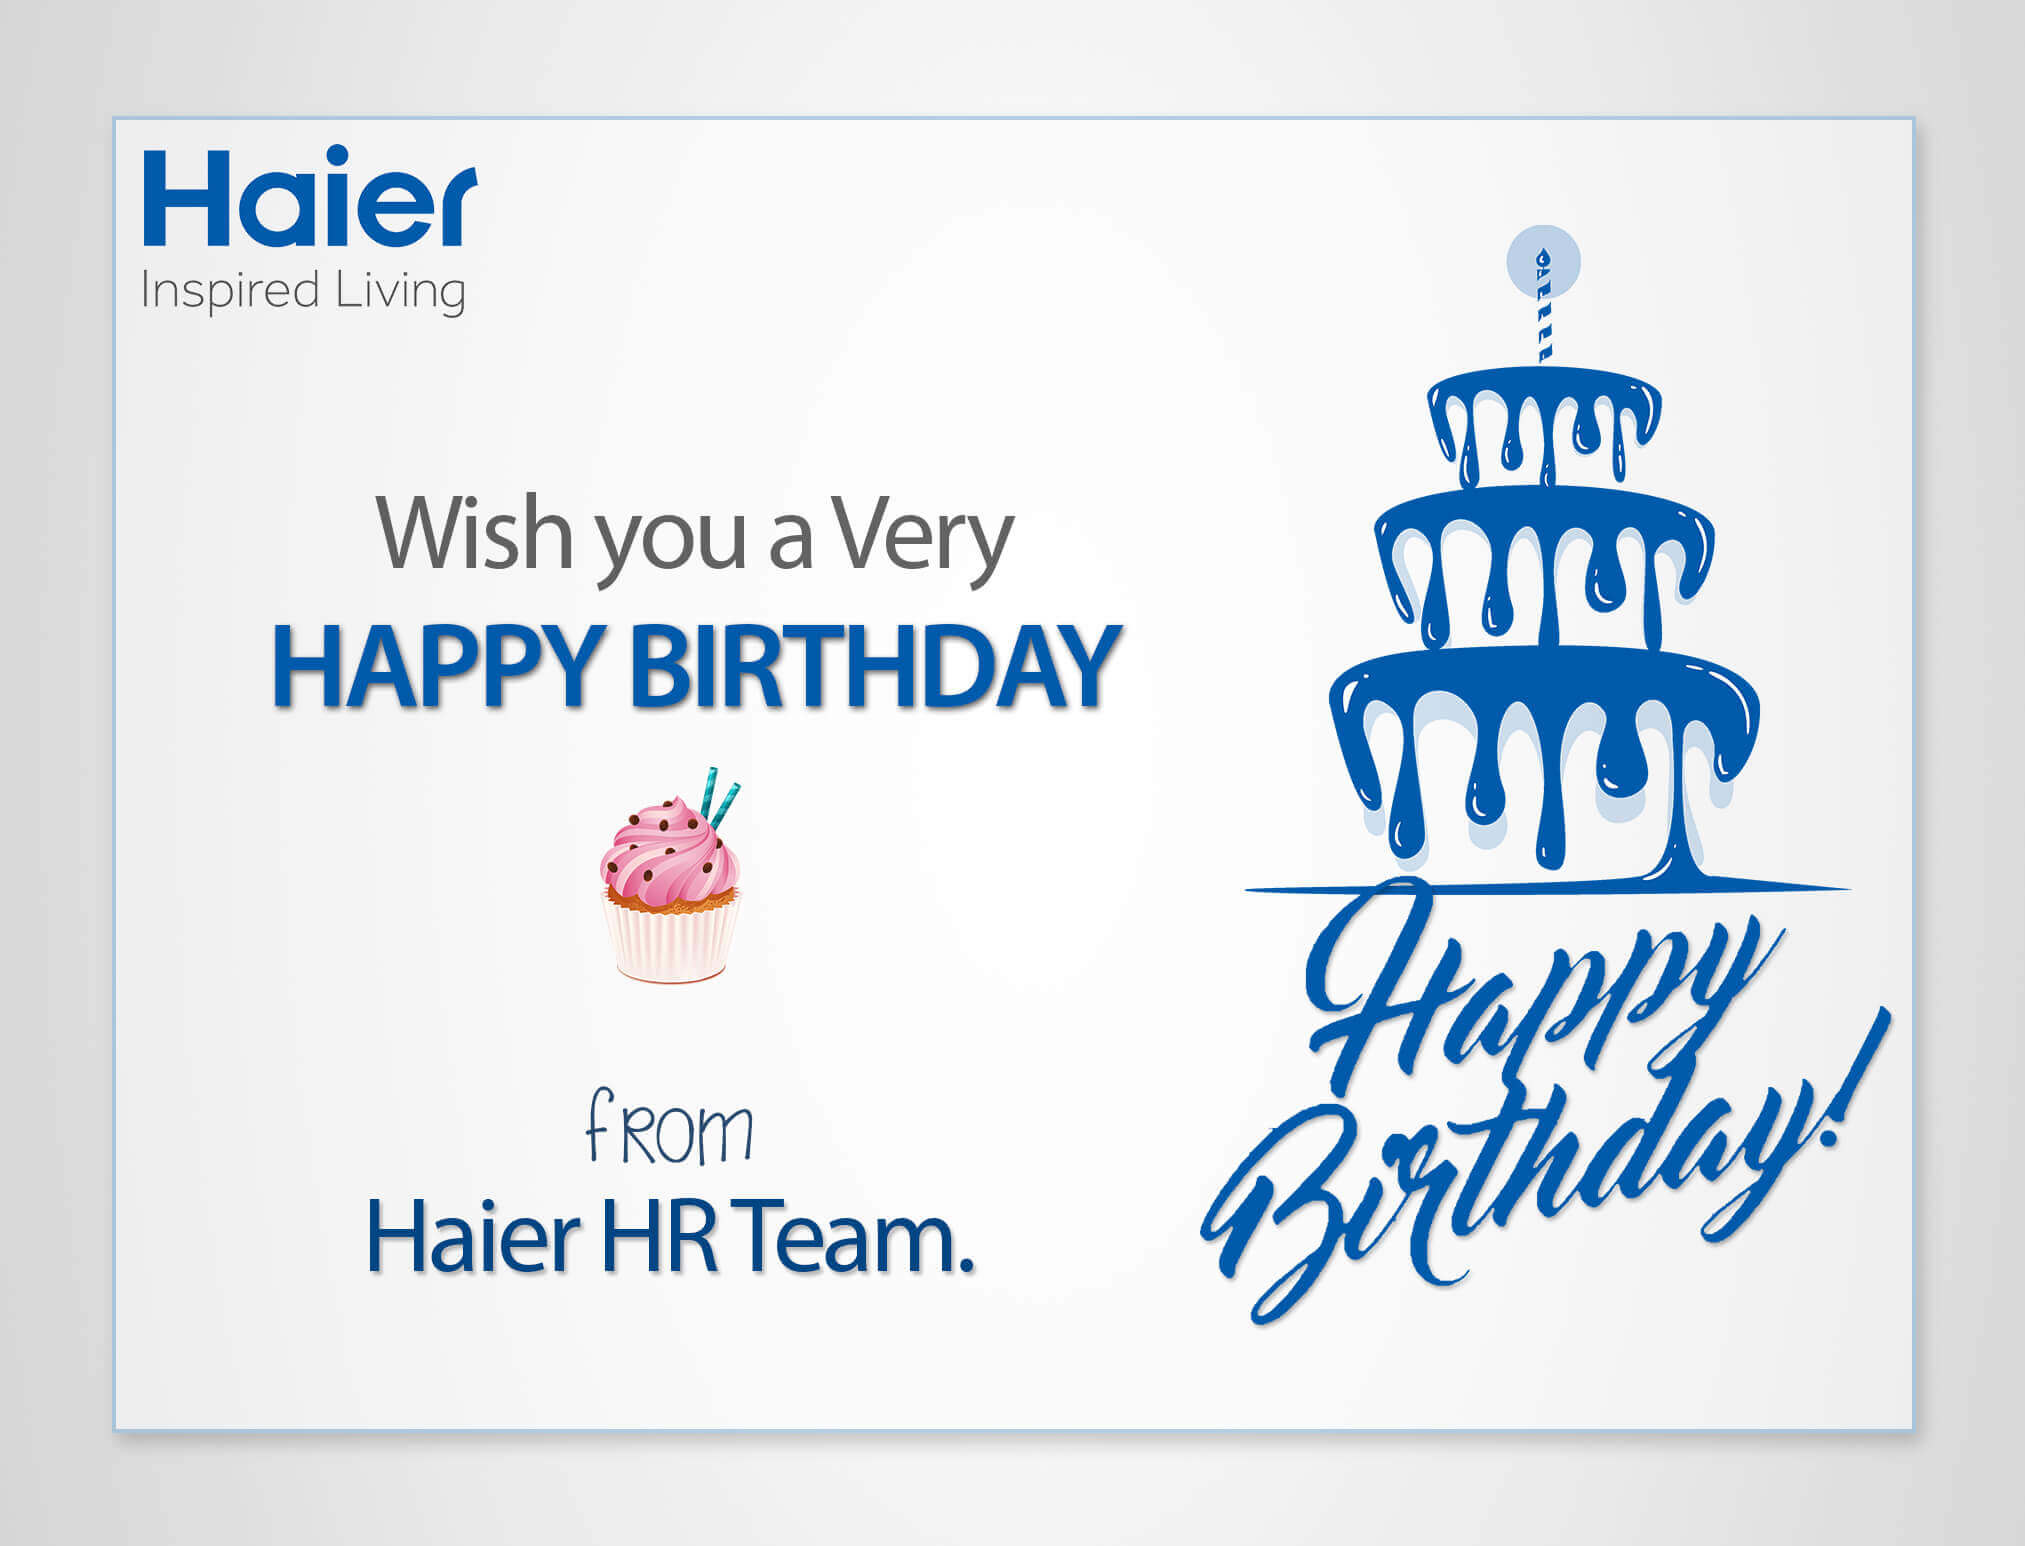 Haier
Inspired Living
Wish you a Very
HAPPY BIRTHDAY
from
Haier HR Team.
Happy
Birthday!